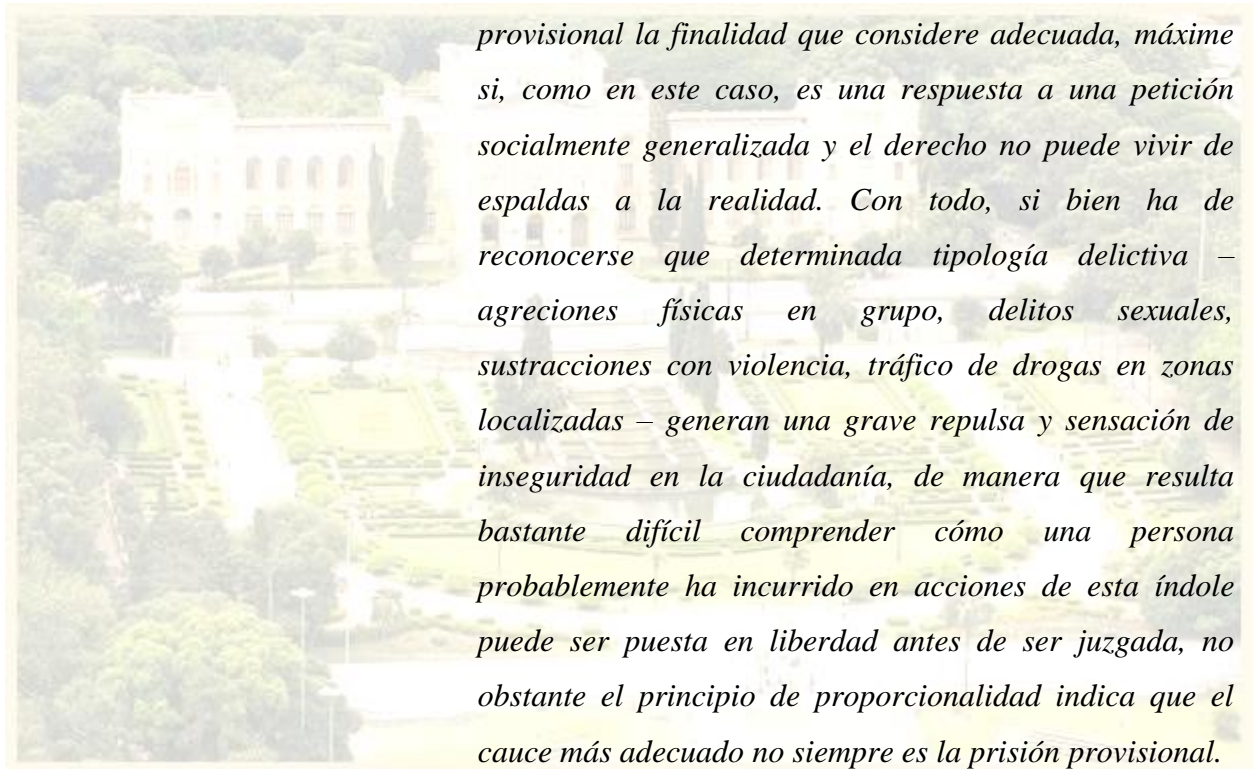 provisional la finalidad que considere adecuada, máxime
si, como en este caso, es una respuesta a una petición
socialmente generalizada y el derecho no puede vivir de
espaldas a la realidad. Con todo, si bien ha de
reconocerse que determinada tipología delictiva –
agreciones físicas en grupo, delitos sexuales,
sustracciones con violencia, tráfico de drogas en zonas
localizadas – generan una grave repulsa y sensación de
inseguridad en la ciudadanía, de manera que resulta
bastante difícil comprender cómo una persona
probablemente ha incurrido en acciones de esta índole
puede ser puesta en liberdad antes de ser juzgada, no
obstante el principio de proporcionalidad indica que el
cauce más adecuado no siempre es la prisión provisional.